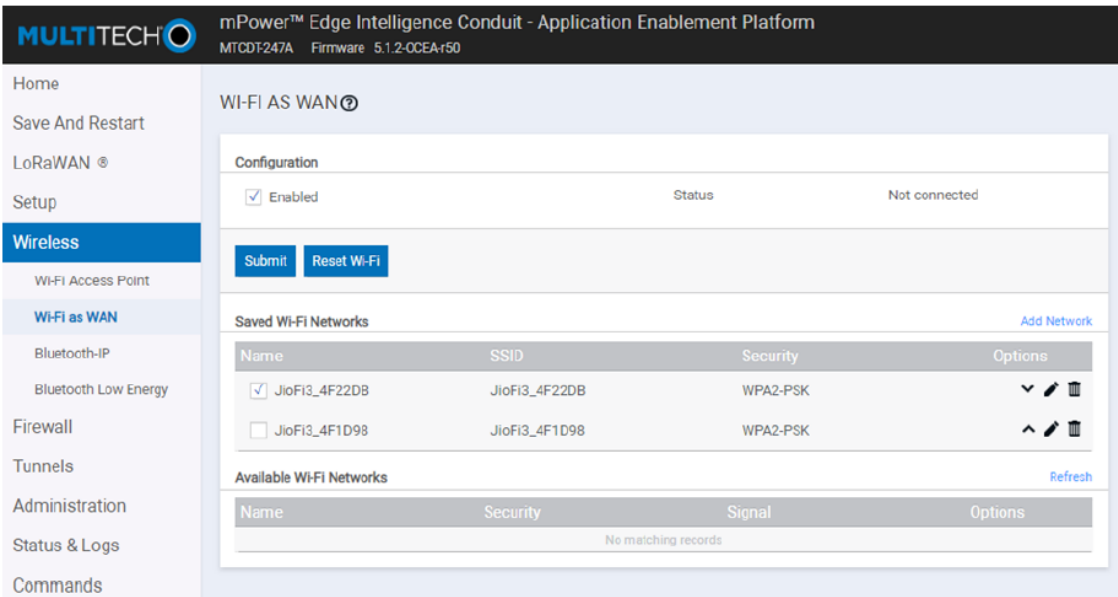 MULTITECH
mPower™ Edge Intelligence Conduit - Application Enablement Platform
MTCDT-247A Firmware 5.1.2-OCEA-r50
Home
Save And Restart
LoRaWAN ®
Setup
Wireless
Wi-Fi Access Point
Wi-Fi as WAN
Bluetooth-IP
Bluetooth Low Energy
Firewall
Tunnels
Administration
Status & Logs
Commands
WI-FI AS WAN?
Configuration
Enabled Status Not connected
Submit Reset Wi-Fi
Saved Wi-Fi Networks Add Network
Name SSID Security Options
JioFi3_4F22DB JioFi3_4F22DB WPA2-PSK
JioFi3_4F1D98 JioFi3_4F1D98 WPA2-PSK
Available Wi-Fi Networks Refresh
Name Security Signal Options
No matching records